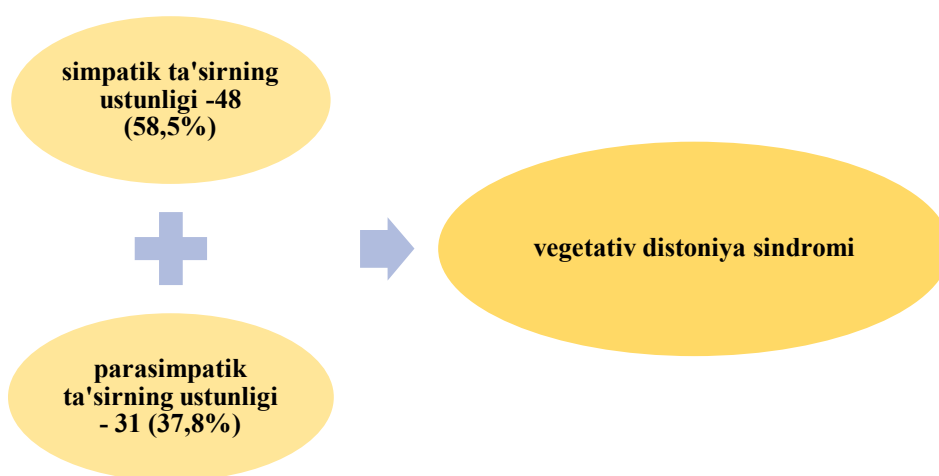 simpatik ta'sirning
ustunligi -48
(58,5%)
vegetativ distoniya sindromi
parasimpatik
ta'sirning ustunligi
- 31 (37,8%)